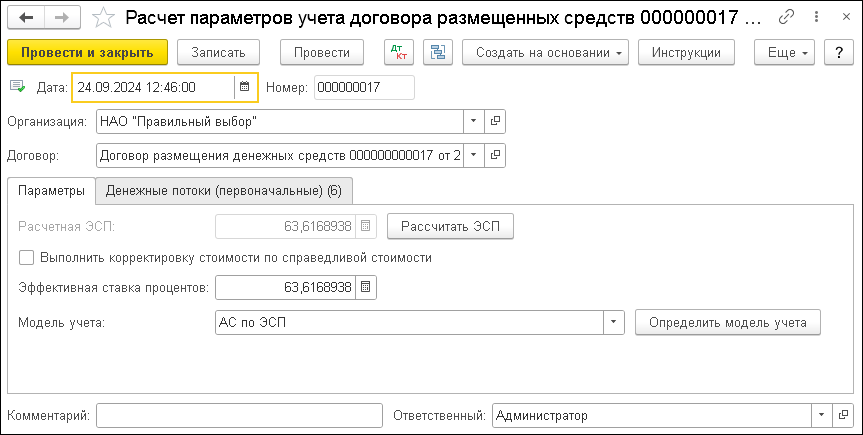 Расчет параметров учета договора размещенных средств 000000017 ...
Провести и закрыть Записать Провести Дт Кт Создать на основании Инструкции Еще ?
Дата: 24.09.2024 12:46:00 Номер: 000000017
Организация: НАО "Правильный выбор"
Договор: Договор размещения денежных средств 000000000017 от 2
Параметры Денежные потоки (первоначальные) (6)
Расчетная ЭСП: 63,6168938 Рассчитать ЭСП
Выполнить корректировку стоимости по справедливой стоимости
Эффективная ставка процентов: 63,6168938
Модель учета: АС по ЭСП Определить модель учета
Комментарий: Ответственный: Администратор